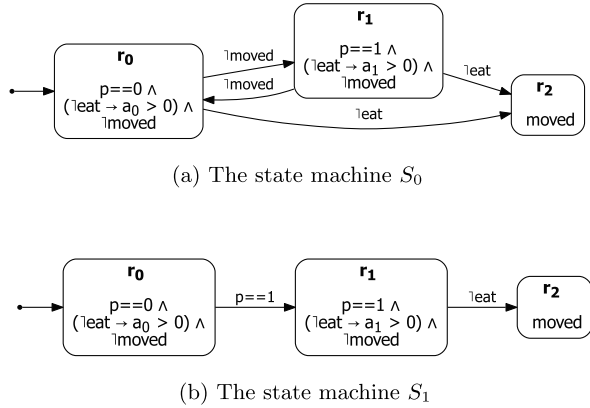 r₀
p==0 ∧
(⌉eat → a₀ > 0) ∧
⌉moved
⌉moved
⌉moved
r₁
p==1 ∧
(⌉eat → a₁ > 0) ∧
⌉moved
⌉eat
⌉eat
r₂
moved
(a) The state machine S₀
r₀
p==0 ∧
(⌉eat → a₀ > 0) ∧
⌉moved
p==1
r₁
p==1 ∧
(⌉eat → a₁ > 0) ∧
⌉moved
⌉eat
r₂
moved
(b) The state machine S₁